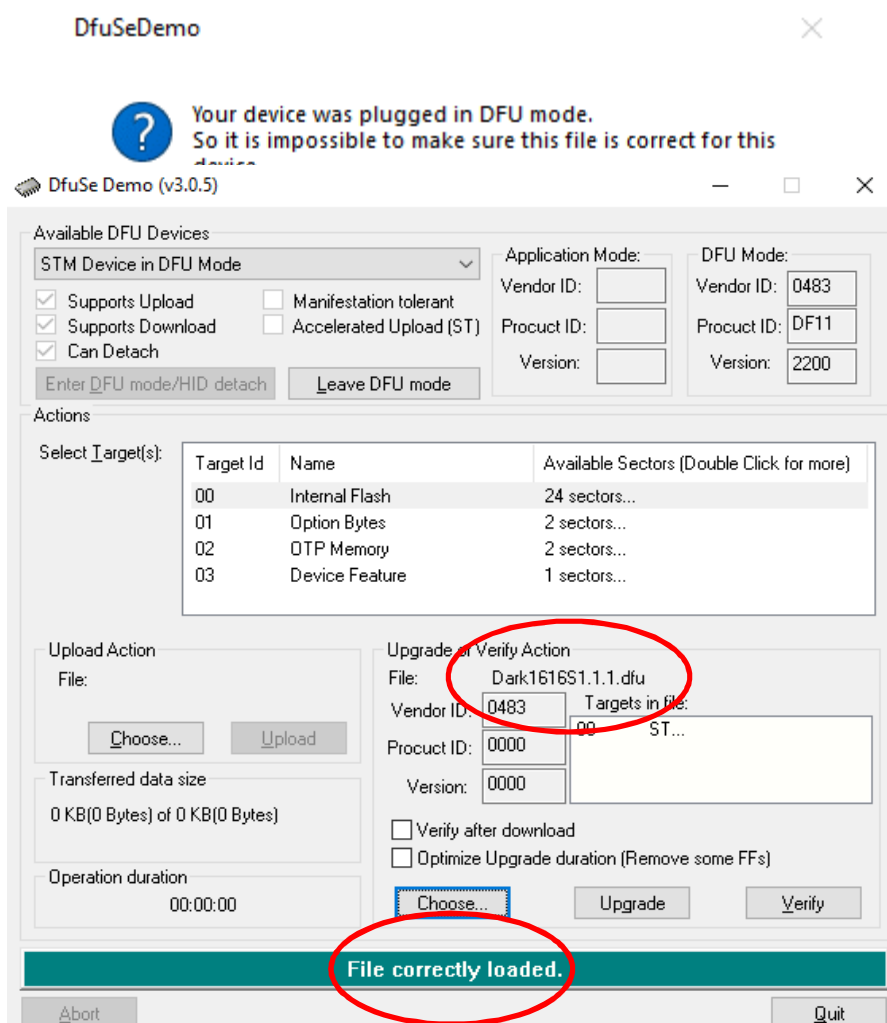 DfuSeDemo
Your device was plugged in DFU mode.
So it is impossible to make sure this file is correct for this
DfuSe Demo (v3.0.5)
Available DFU Devices
STM Device in DFU Mode
Supports Upload
Manifestation tolerant
Supports Download
Accelerated Upload (ST)
Can Detach
Enter DFU mode/HID detach
Leave DFU mode
Application Mode:
Vendor ID:
Procuct ID:
Version:
DFU Mode:
Vendor ID: 0483
Procuct ID: DF11
Version: 2200
Actions
Select Target(s):
Target Id Name Available Sectors (Double Click for more)
00 Internal Flash 24 sectors...
01 Option Bytes 2 sectors...
02 OTP Memory 2 sectors...
03 Device Feature 1 sectors...
Upload Action
File:
Choose... Upload
Transferred data size
0 KB(0 Bytes) of 0 KB(0 Bytes)
Operation duration
00:00:00
Upgrade or Verify Action
File: Dark1616S1.1.1.dfu
Vendor ID: 0483
Targets in file:
00 ST...
Procuct ID: 0000
Version: 0000
Verify after download
Optimize Upgrade duration (Remove some FFs)
Choose... Upgrade Verify
File correctly loaded.
Abort Quit